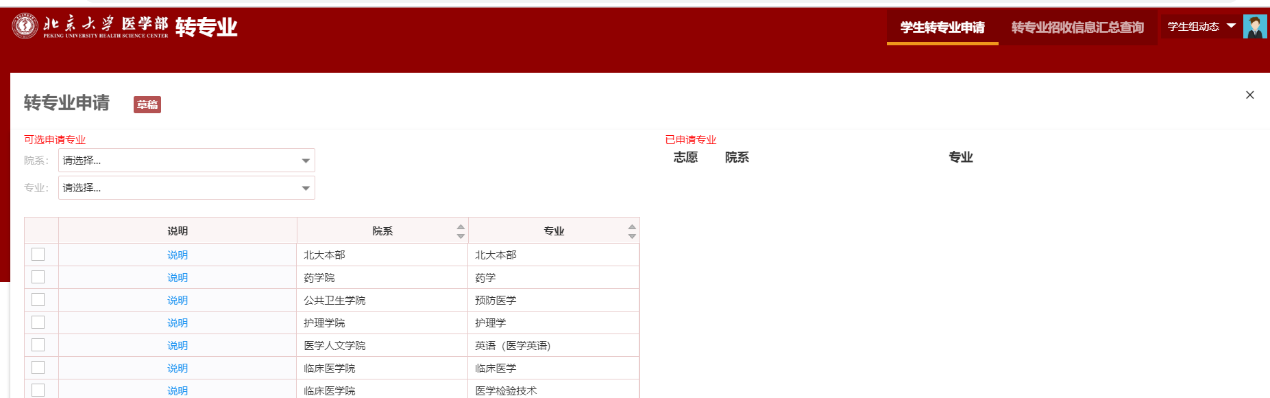 北京大学 医学部 转专业
PEKING UNIVERSITY HEALTH SCIENCE CENTER
学生转专业申请 转专业招收信息汇总查询 学生组动态
转专业申请 草稿
可选申请专业
院系： 请选择...
专业： 请选择...
说明 院系 专业
说明 北大本部 北大本部
说明 药学院 药学
说明 公共卫生学院 预防医学
说明 护理学院 护理学
说明 医学人文学院 英语（医学英语)
说明 临床医学院 临床医学
说明 临床医学院 医学检验技术
已申请专业
志愿 院系 专业